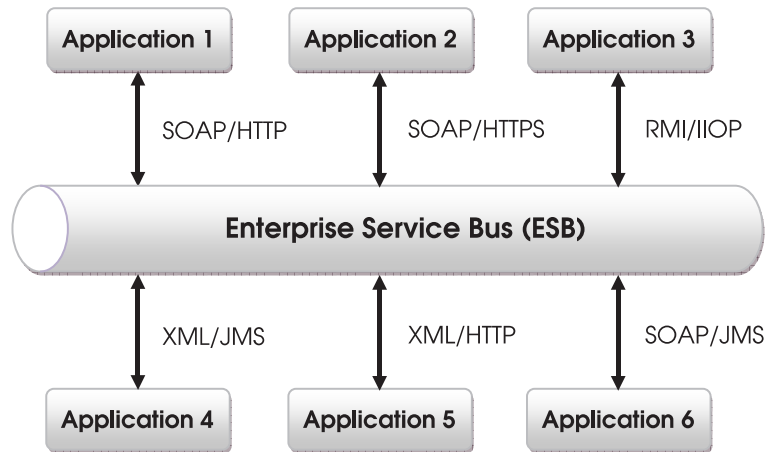 Application 1
Application 2
Application 3
SOAP/HTTP
SOAP/HTTPS
RMI/IIOP
Enterprise Service Bus (ESB)
XML/JMS
XML/HTTP
SOAP/JMS
Application 4
Application 5
Application 6